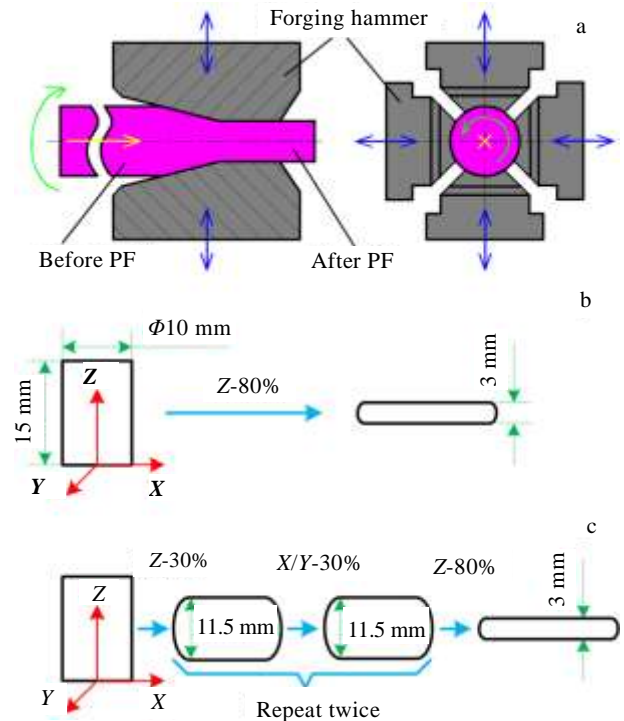 Forging hammer
a
Before PF
After PF
b
Φ10 mm
15 mm
Z
Y
X
Z-80%
3 mm
c
Z-30%
X/Y-30%
Z-80%
3 mm
Z
Y
X
11.5 mm
11.5 mm
Repeat twice